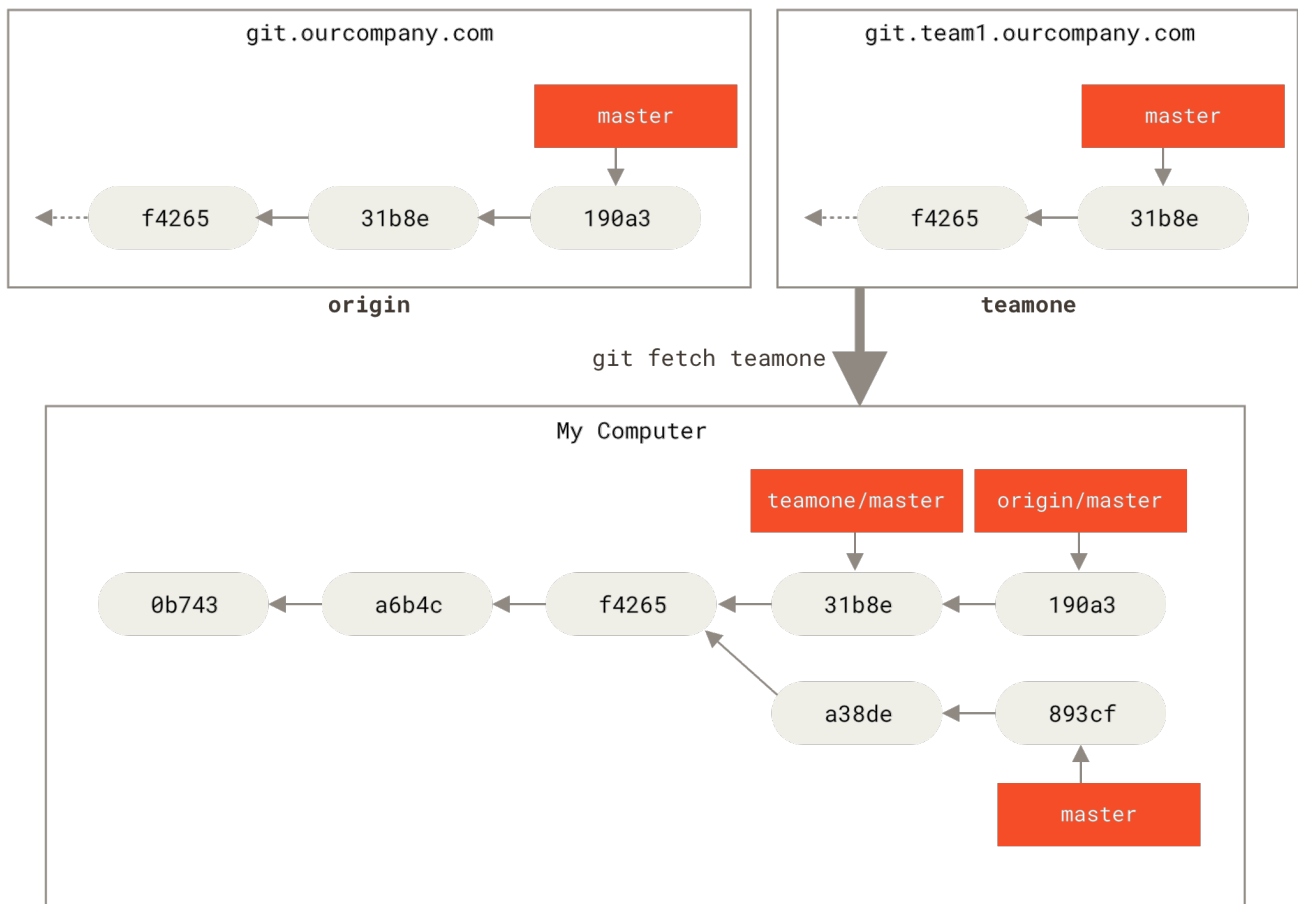 git.ourcompany.com
git.team1.ourcompany.com
master
master
f4265
31b8e
190a3
f4265
31b8e
origin
teamone
git fetch teamone
My Computer
teamone/master
origin/master
0b743
a6b4c
f4265
31b8e
190a3
a38de
893cf
master